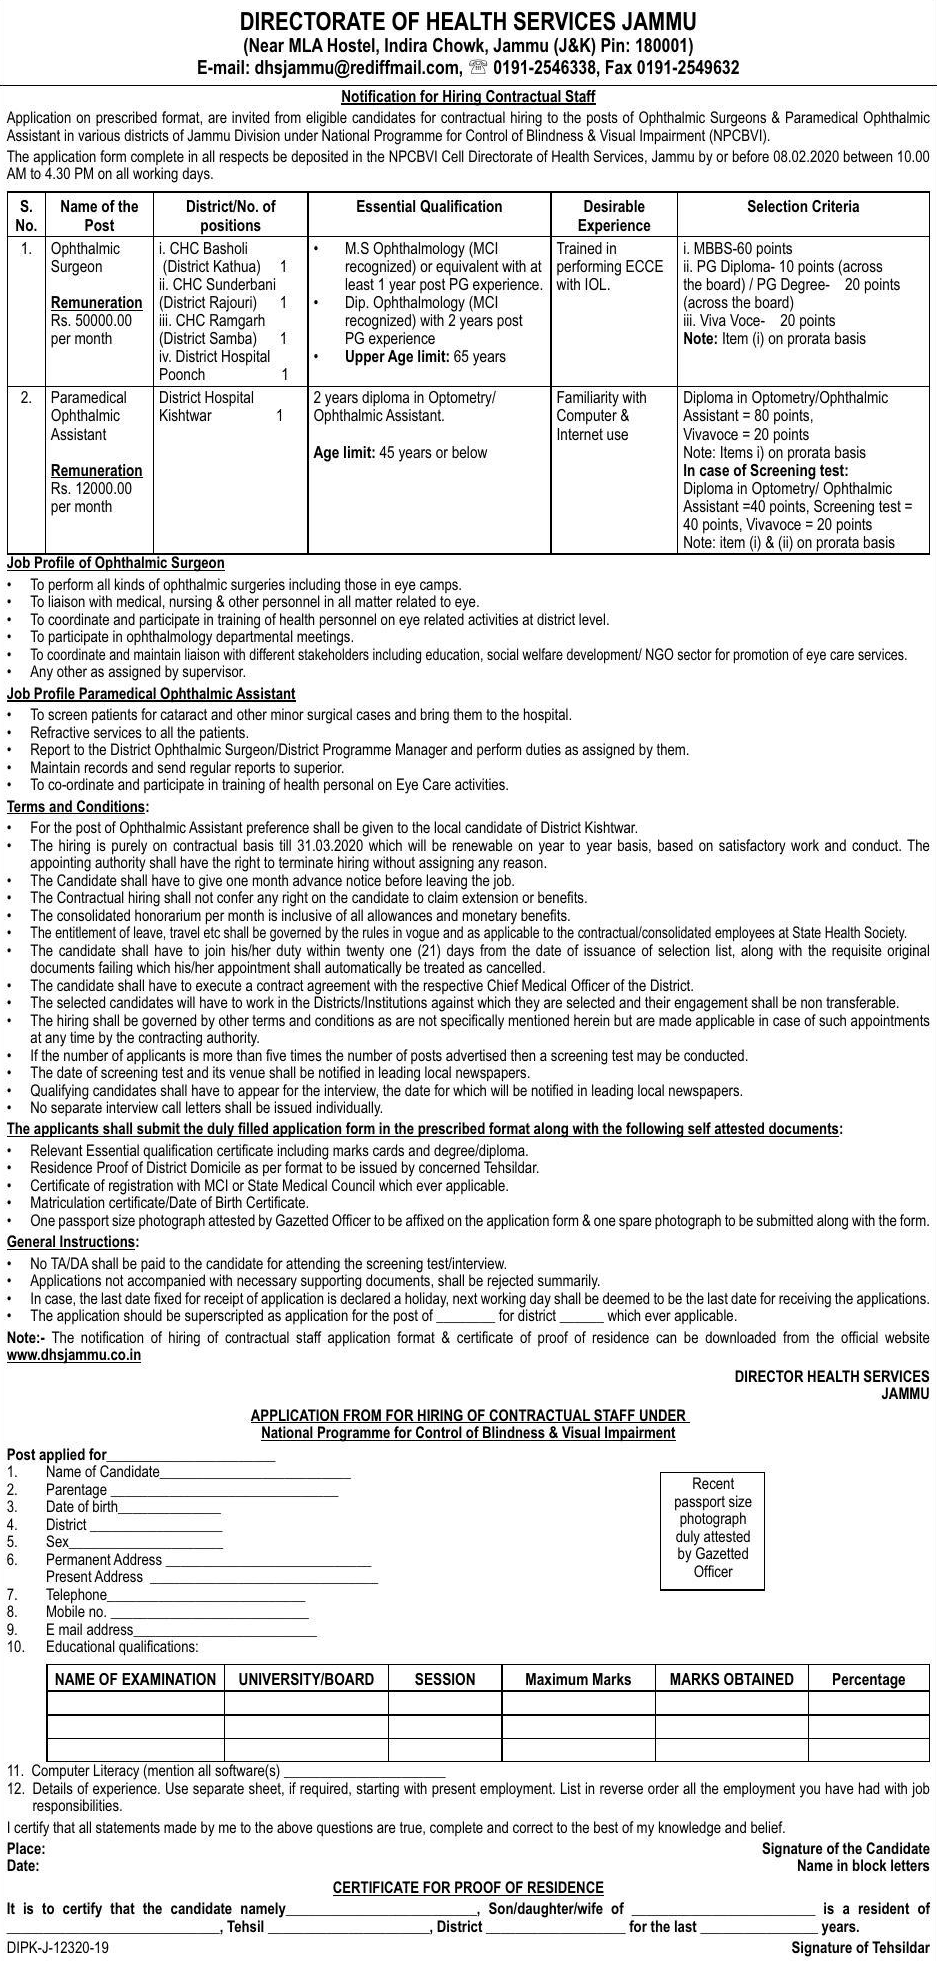 DIRECTORATE OF HEALTH SERVICES JAMMU
(Near MLA Hostel, Indira Chowk, Jammu (J&K) Pin: 180001)
E-mail: dhsjammu@rediffmail.com, ☏ 0191-2546338, Fax 0191-2549632
Notification for Hiring Contractual Staff
Application on prescribed format, are invited from eligible candidates for contractual hiring to the posts of Ophthalmic Surgeons & Paramedical Ophthalmic
Assistant in various districts of Jammu Division under National Programme for Control of Blindness & Visual Impairment (NPCBVI).
The application form complete in all respects be deposited in the NPCBVI Cell Directorate of Health Services, Jammu by or before 08.02.2020 between 10.00
AM to 4.30 PM on all working days.
S. No.
Name of the Post
District/No. of positions
Essential Qualification
Desirable Experience
Selection Criteria
1.
Ophthalmic
Surgeon
Remuneration
Rs. 50000.00
per month
i. CHC Basholi
(District Kathua) 1
ii. CHC Sunderbani
(District Rajouri) 1
iii. CHC Ramgarh
(District Samba) 1
iv. District Hospital
Poonch 1
• M.S Ophthalmology (MCI
recognized) or equivalent with at
least 1 year post PG experience.
• Dip. Ophthalmology (MCI
recognized) with 2 years post
PG experience
• Upper Age limit: 65 years
Trained in
performing ECCE
with IOL.
i. MBBS-60 points
ii. PG Diploma- 10 points (across
the board) / PG Degree- 20 points
(across the board)
iii. Viva Voce- 20 points
Note: Item (i) on prorata basis
2.
Paramedical
Ophthalmic
Assistant
Remuneration
Rs. 12000.00
per month
District Hospital
Kishtwar 1
2 years diploma in Optometry/
Ophthalmic Assistant.
Age limit: 45 years or below
Familiarity with
Computer &
Internet use
Diploma in Optometry/Ophthalmic
Assistant = 80 points,
Vivavoce = 20 points
Note: Items i) on prorata basis
In case of Screening test:
Diploma in Optometry/ Ophthalmic
Assistant =40 points, Screening test =
40 points, Vivavoce = 20 points
Note: item (i) & (ii) on prorata basis
Job Profile of Ophthalmic Surgeon
• To perform all kinds of ophthalmic surgeries including those in eye camps.
• To liaison with medical, nursing & other personnel in all matter related to eye.
• To coordinate and participate in training of health personnel on eye related activities at district level.
• To participate in ophthalmology departmental meetings.
• To coordinate and maintain liaison with different stakeholders including education, social welfare development/ NGO sector for promotion of eye care services.
• Any other as assigned by supervisor.
Job Profile Paramedical Ophthalmic Assistant
• To screen patients for cataract and other minor surgical cases and bring them to the hospital.
• Refractive services to all the patients.
• Report to the District Ophthalmic Surgeon/District Programme Manager and perform duties as assigned by them.
• Maintain records and send regular reports to superior.
• To co-ordinate and participate in training of health personal on Eye Care activities.
Terms and Conditions:
• For the post of Ophthalmic Assistant preference shall be given to the local candidate of District Kishtwar.
• The hiring is purely on contractual basis till 31.03.2020 which will be renewable on year to year basis, based on satisfactory work and conduct. The
appointing authority shall have the right to terminate hiring without assigning any reason.
• The Candidate shall have to give one month advance notice before leaving the job.
• The Contractual hiring shall not confer any right on the candidate to claim extension or benefits.
• The consolidated honorarium per month is inclusive of all allowances and monetary benefits.
• The entitlement of leave, travel etc shall be governed by the rules in vogue and as applicable to the contractual/consolidated employees at State Health Society.
• The candidate shall have to join his/her duty within twenty one (21) days from the date of issuance of selection list, along with the requisite original
documents failing which his/her appointment shall automatically be treated as cancelled.
• The candidate shall have to execute a contract agreement with the respective Chief Medical Officer of the District.
• The selected candidates will have to work in the Districts/Institutions against which they are selected and their engagement shall be non transferable.
• The hiring shall be governed by other terms and conditions as are not specifically mentioned herein but are made applicable in case of such appointments
at any time by the contracting authority.
• If the number of applicants is more than five times the number of posts advertised then a screening test may be conducted.
• The date of screening test and its venue shall be notified in leading local newspapers.
• Qualifying candidates shall have to appear for the interview, the date for which will be notified in leading local newspapers.
• No separate interview call letters shall be issued individually.
The applicants shall submit the duly filled application form in the prescribed format along with the following self attested documents:
• Relevant Essential qualification certificate including marks cards and degree/diploma.
• Residence Proof of District Domicile as per format to be issued by concerned Tehsildar.
• Certificate of registration with MCI or State Medical Council which ever applicable.
• Matriculation certificate/Date of Birth Certificate.
• One passport size photograph attested by Gazetted Officer to be affixed on the application form & one spare photograph to be submitted along with the form.
General Instructions:
• No TA/DA shall be paid to the candidate for attending the screening test/interview.
• Applications not accompanied with necessary supporting documents, shall be rejected summarily.
• In case, the last date fixed for receipt of application is declared a holiday, next working day shall be deemed to be the last date for receiving the applications.
• The application should be superscripted as application for the post of ________ for district ______ which ever applicable.
Note:- The notification of hiring of contractual staff application format & certificate of proof of residence can be downloaded from the official website
www.dhsjammu.co.in
DIRECTOR HEALTH SERVICES
JAMMU
APPLICATION FROM FOR HIRING OF CONTRACTUAL STAFF UNDER
National Programme for Control of Blindness & Visual Impairment
Post applied for____________________
1. Name of Candidate____________________
2. Parentage ____________________
3. Date of birth____________________
4. District ____________________
5. Sex____________________
6. Permanent Address ____________________
Present Address ____________________
7. Telephone____________________
8. Mobile no. ____________________
9. E mail address____________________
10. Educational qualifications:
Recent
passport size
photograph
duly attested
by Gazetted
Officer
NAME OF EXAMINATION UNIVERSITY/BOARD SESSION Maximum Marks MARKS OBTAINED Percentage
11. Computer Literacy (mention all software(s) ____________________
12. Details of experience. Use separate sheet, if required, starting with present employment. List in reverse order all the employment you have had with job
responsibilities.
I certify that all statements made by me to the above questions are true, complete and correct to the best of my knowledge and belief.
Place: Signature of the Candidate
Date: Name in block letters
CERTIFICATE FOR PROOF OF RESIDENCE
It is to certify that the candidate namely____________________, Son/daughter/wife of ____________________ is a resident of
____________________, Tehsil ____________________, District ____________________ for the last ____________________ years.
DIPK-J-12320-19 Signature of Tehsildar